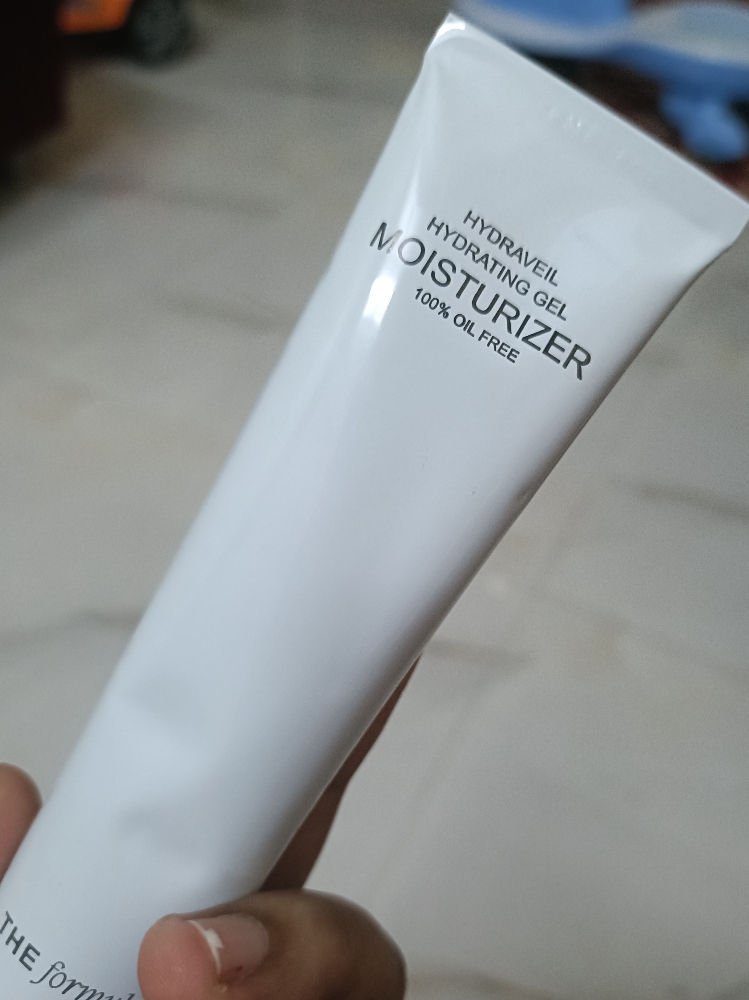 HYDRAVEIL
HYDRATING GEL
MOISTURIZER
100% OIL FREE
THE